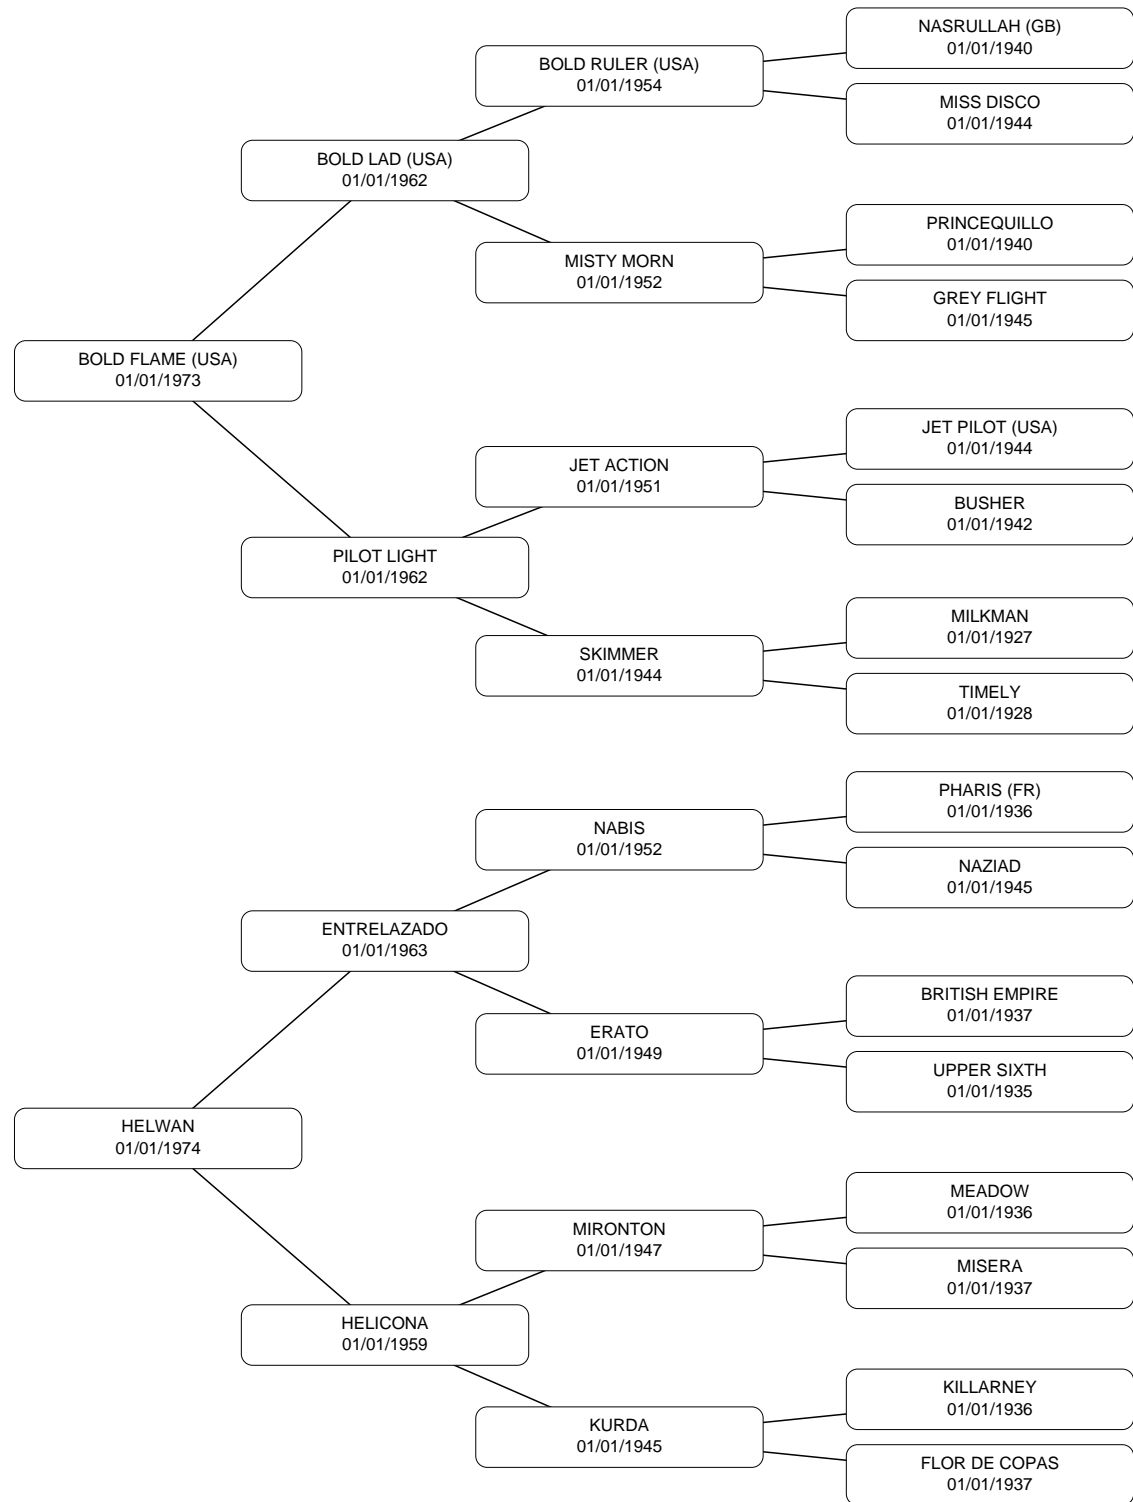 NASRULLAH (GB)
01/01/1940
BOLD RULER (USA)
01/01/1954
MISS DISCO
01/01/1944
BOLD LAD (USA)
01/01/1962
PRINCEQUILLO
01/01/1940
MISTY MORN
01/01/1952
GREY FLIGHT
01/01/1945
BOLD FLAME (USA)
01/01/1973
JET PILOT (USA)
01/01/1944
JET ACTION
01/01/1951
BUSHER
01/01/1942
PILOT LIGHT
01/01/1962
MILKMAN
01/01/1927
SKIMMER
01/01/1944
TIMELY
01/01/1928
PHARIS (FR)
01/01/1936
NABIS
01/01/1952
NAZIAD
01/01/1945
ENTRELAZADO
01/01/1963
BRITISH EMPIRE
01/01/1937
ERATO
01/01/1949
UPPER SIXTH
01/01/1935
HELWAN
01/01/1974
MEADOW
01/01/1936
MIRONTON
01/01/1947
MISERA
01/01/1937
HELICONA
01/01/1959
KILLARNEY
01/01/1936
KURDA
01/01/1945
FLOR DE COPAS
01/01/1937